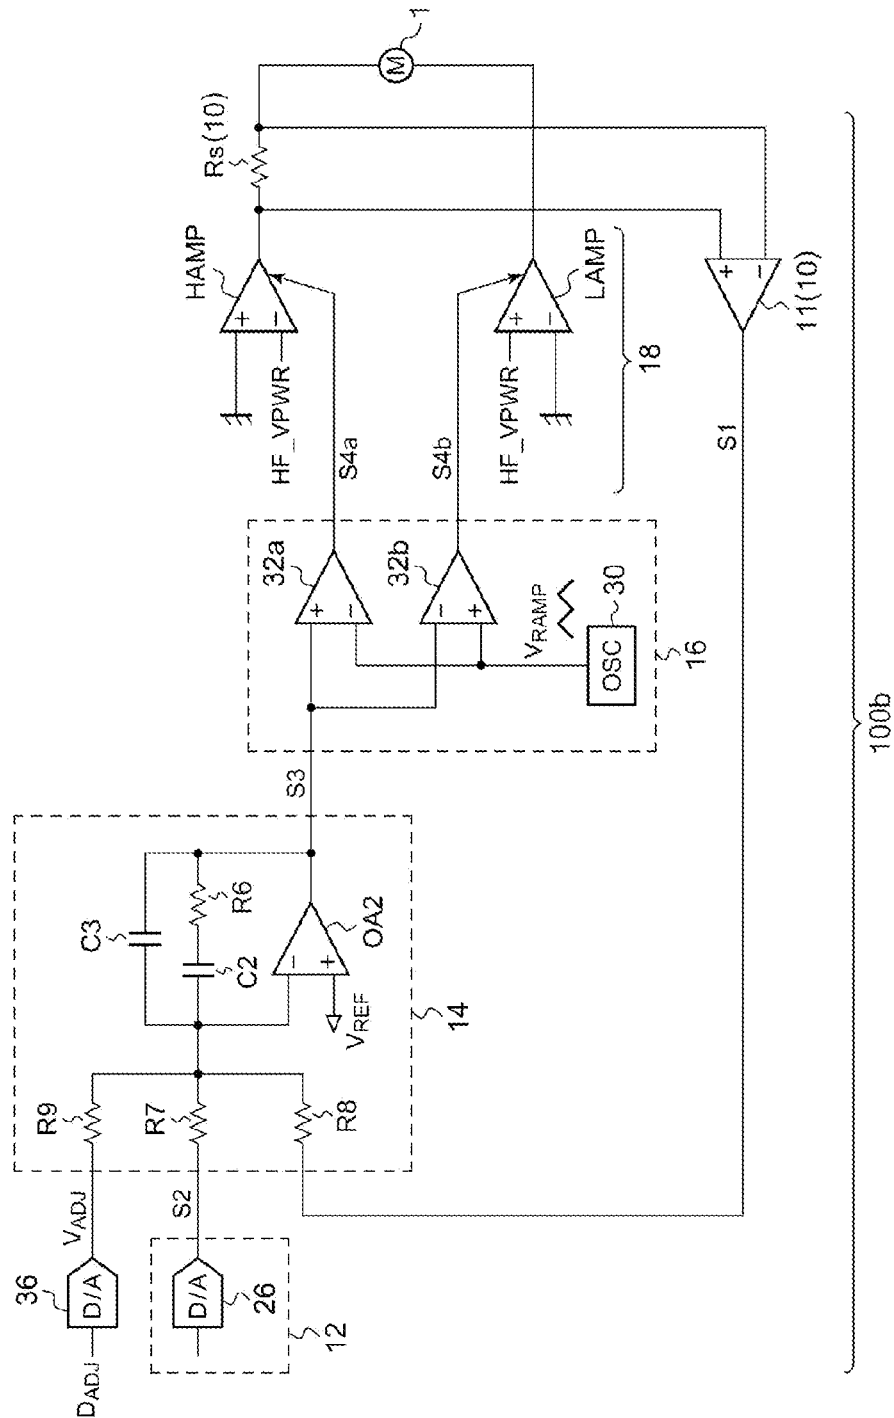 DADJ
36
D/A
VADJ
R9
C3
12
D/A
26
S2
R7
R8
C2
R6
OA2
VREF
14
S3
16
32a
32b
VRAMP
OSC
30
S4a
S4b
HF_VPWR
HF_VPWR
HAMP
LAMP
18
Rs(10)
M
1
11(10)
S1
100b
+
−
+
−
+
−
+
−
+
−
+
−